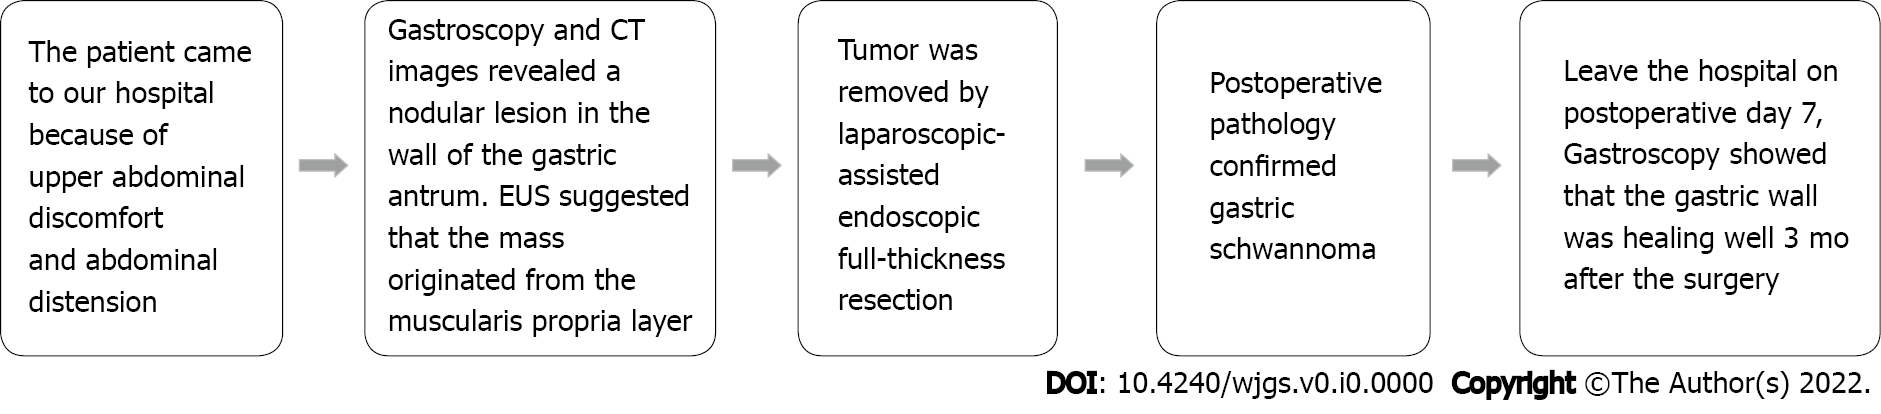 The patient came
to our hospital
because of
upper abdominal
discomfort
and abdominal
distension
Gastroscopy and CT
images revealed a
nodular lesion in the
wall of the gastric
antrum. EUS suggested
that the mass
originated from the
muscularis propria layer
Tumor was
removed by
laparoscopic-
assisted
endoscopic
full-thickness
resection
Postoperative
pathology
confirmed
gastric
schwannoma
Leave the hospital on
postoperative day 7,
Gastroscopy showed
that the gastric wall
was healing well 3 mo
after the surgery
DOI: 10.4240/wjgs.v0.i0.0000 Copyright ©The Author(s) 2022.